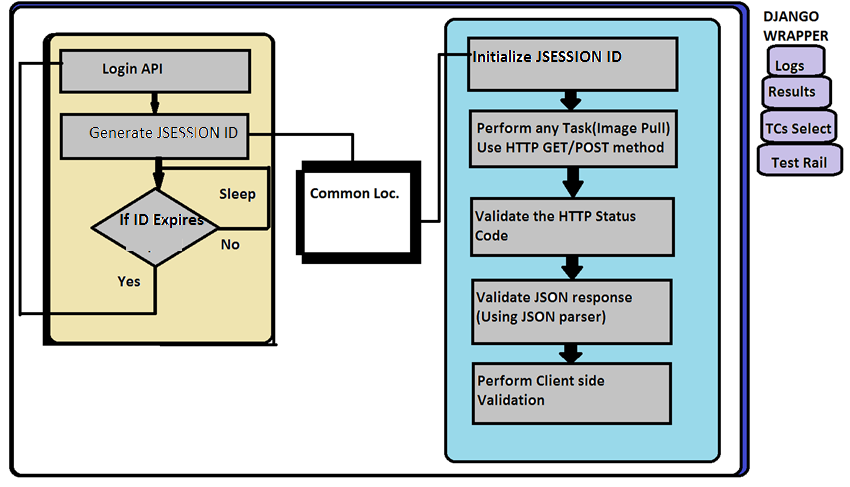 Login API
Generate JSESSION ID
Sleep
If ID Expires
No
Yes
Common Loc.
Initialize JSESSION ID
Perform any Task(Image Pull)
Use HTTP GET/POST method
Validate the HTTP Status
Code
Validate JSON response
(Using JSON parser)
Perform Client side
Validation
DJANGO
WRAPPER
Logs
Results
TCs Select
Test Rail